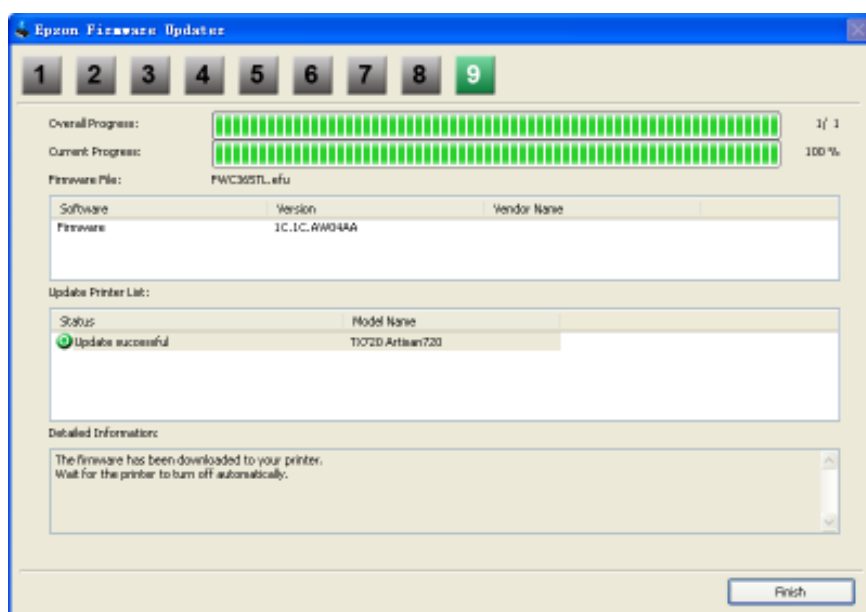 Epson Firmware Updater
1 2 3 4 5 6 7 8 9
Overall Progress: 1/ 1
Current Progress: 100 %
Firmware File: FWC365TL.efu
Software Version Vendor Name
Firmware 1C.1C.AW04AA
Update Printer List:
Status Model Name
Update successful TX720 Artisan720
Detailed Information:
The firmware has been downloaded to your printer.
Wait for the printer to turn off automatically.
Finish